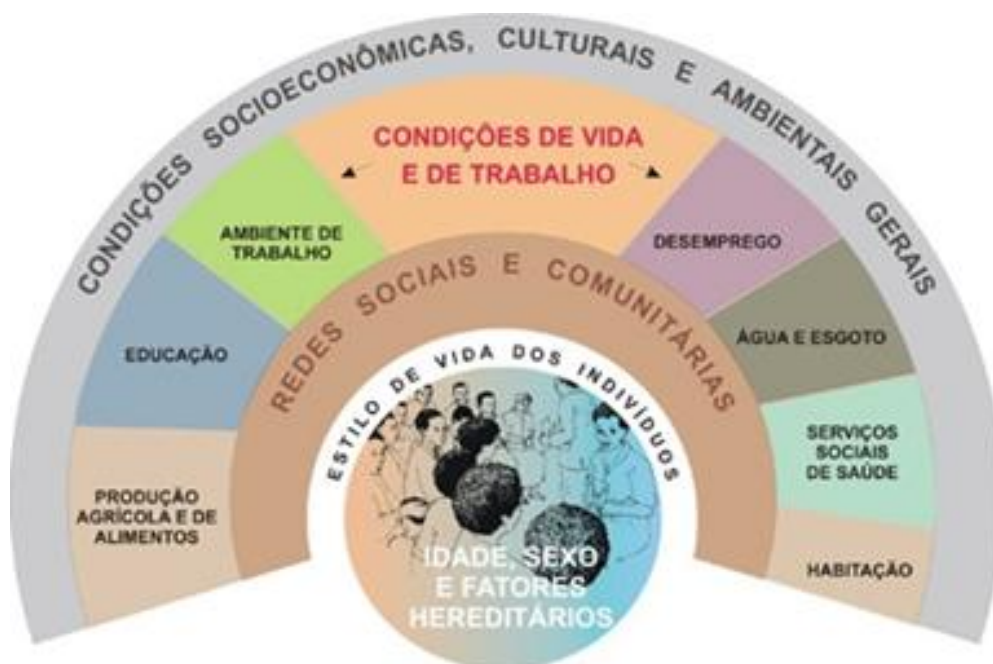 CONDIÇÕES SOCIOECONÔMICAS, CULTURAIS E AMBIENTAIS GERAIS
CONDIÇÕES DE VIDA
E DE TRABALHO
AMBIENTE DE
TRABALHO
DESEMPREGO
REDES SOCIAIS E COMUNITÁRIAS
EDUCAÇÃO
ÁGUA E ESGOTO
ESTILO DE VIDA DOS INDIVÍDUOS
SERVIÇOS
SOCIAIS
DE SAÚDE
PRODUÇÃO
AGRÍCOLA E DE
ALIMENTOS
HABITAÇÃO
IDADE, SEXO
E FATORES
HEREDITÁRIOS